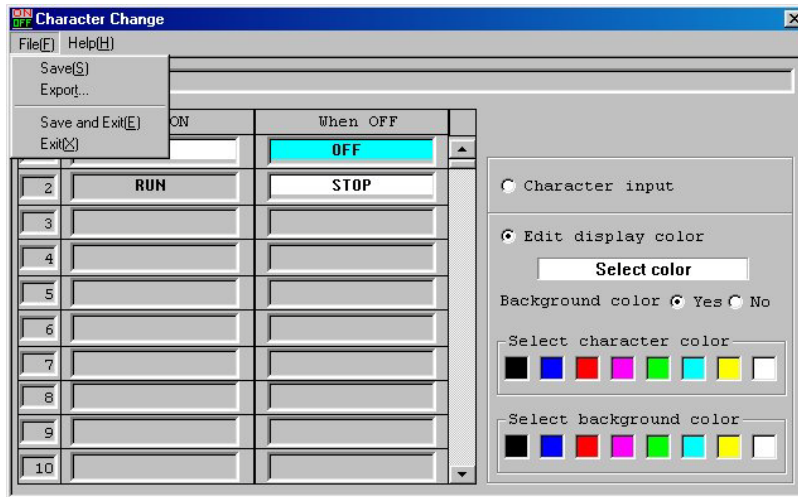 ON
OFF Character Change
File(F) Help(H)
Save(S)
Export...
Save and Exit(E)
Exit(X)
ON When OFF
OFF
2 RUN STOP
3
4
5
6
7
8
9
10
Character input
Edit display color
Select color
Background color Yes No
Select character color
Select background color